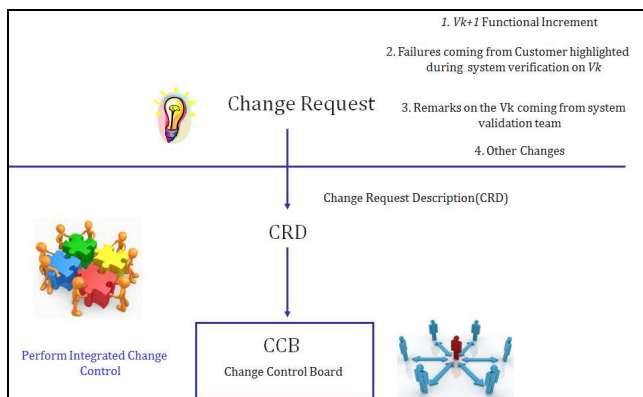 1. Vk+1 Functional Increment
2. Failures coming from Customer highlighted
during system verification on Vk
Change Request
3. Remarks on the Vk coming from system
validation team
4. Other Changes
Change Request Description(CRD)
CRD
CCB
Change Control Board
Perform Integrated Change
Control